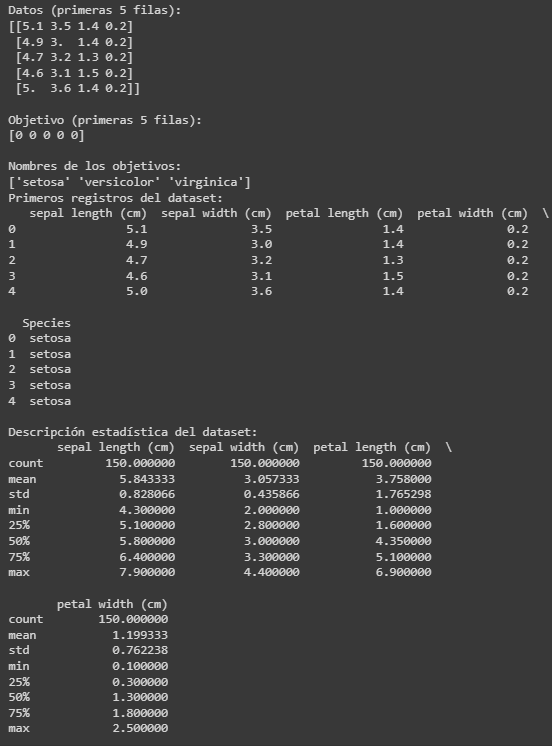 Datos (primeras 5 filas):
[[5.1 3.5 1.4 0.2]
 [4.9 3.  1.4 0.2]
 [4.7 3.2 1.3 0.2]
 [4.6 3.1 1.5 0.2]
 [5.  3.6 1.4 0.2]]

Objetivo (primeras 5 filas):
[0 0 0 0 0]

Nombres de los objetivos:
['setosa' 'versicolor' 'virginica']
Primeros registros del dataset:
   sepal length (cm)  sepal width (cm)  petal length (cm)  petal width (cm)  \
0                5.1               3.5                1.4               0.2
1                4.9               3.0                1.4               0.2
2                4.7               3.2                1.3               0.2
3                4.6               3.1                1.5               0.2
4                5.0               3.6                1.4               0.2

  Species
0  setosa
1  setosa
2  setosa
3  setosa
4  setosa

Descripción estadística del dataset:
       sepal length (cm)  sepal width (cm)  petal length (cm)  \
count         150.000000        150.000000         150.000000
mean            5.843333          3.057333           3.758000
std             0.828066          0.435866           1.765298
min             4.300000          2.000000           1.000000
25%             5.100000          2.800000           1.600000
50%             5.800000          3.000000           4.350000
75%             6.400000          3.300000           5.100000
max             7.900000          4.400000           6.900000

       petal width (cm)
count        150.000000
mean           1.199333
std            0.762238
min            0.100000
25%            0.300000
50%            1.300000
75%            1.800000
max            2.500000